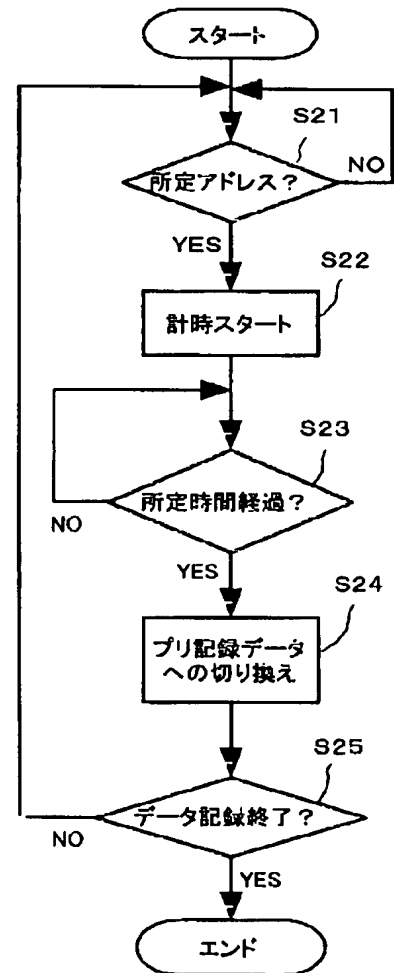 スタート
S21
所定アドレス?
NO
YES
S22
計時スタート
S23
所定時間経過?
NO
YES
S24
プリ記録データ
への切り換え
S25
データ記録終了?
NO
YES
エンド